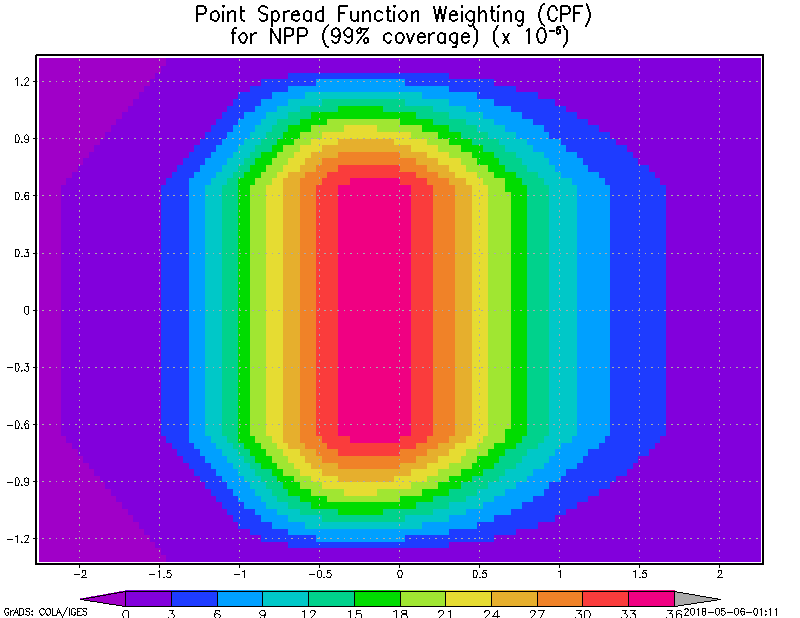 Point Spread Function Weighting (CPF)
for NPP (99% coverage) (x 10⁻⁶)
1.2
0.9
0.6
0.3
0
-0.3
-0.6
-0.9
-1.2
-2 -1.5 -1 -0.5 0 0.5 1 1.5 2
0 3 6 9 12 15 18 21 24 27 30 33 36
GrADS: COLA/IGES 2018-05-06-01:11